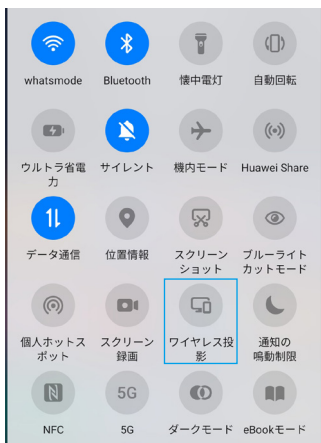 whatsmode Bluetooth 懐中電灯 自動回転
ウルトラ省電力 サイレント 機内モード Huawei Share
データ通信 位置情報 スクリーンショット ブルーライトカットモード
個人ホットスポット スクリーン録画 ワイヤレス投影 通知の鳴動制限
5G
NFC 5G ダークモード eBookモード